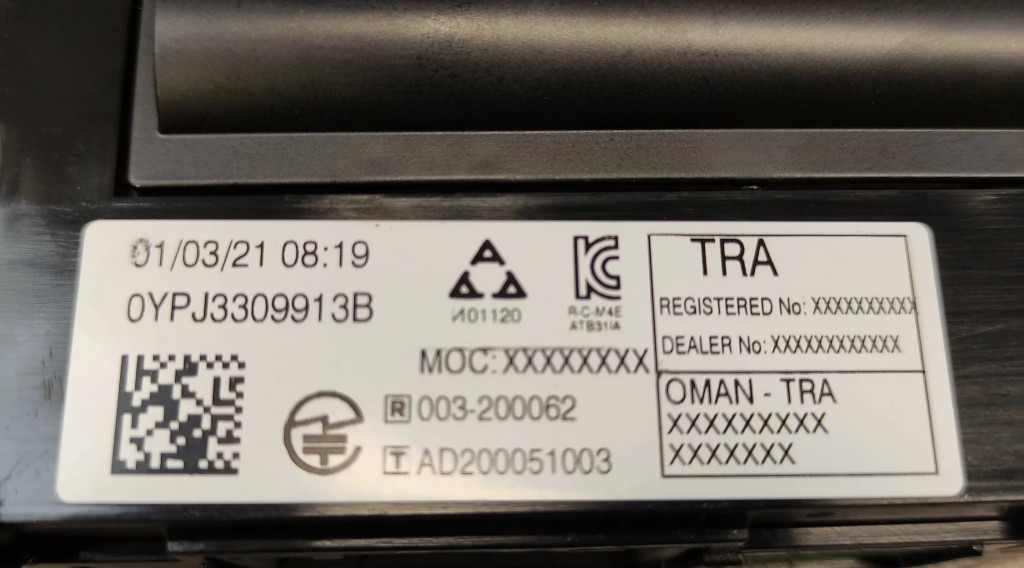 01/03/21 08:19
0YPJ3309913B
И01120
R-C-M4E
ATB31IA
MOC: XXXXXXXX
R 003-200062
T AD200051003
TRA
REGISTERED No: XXXXXXXXXX
DEALER No: XXXXXXXXXXXX
OMAN - TRA
XXXXXXXXX
XXXXXXX